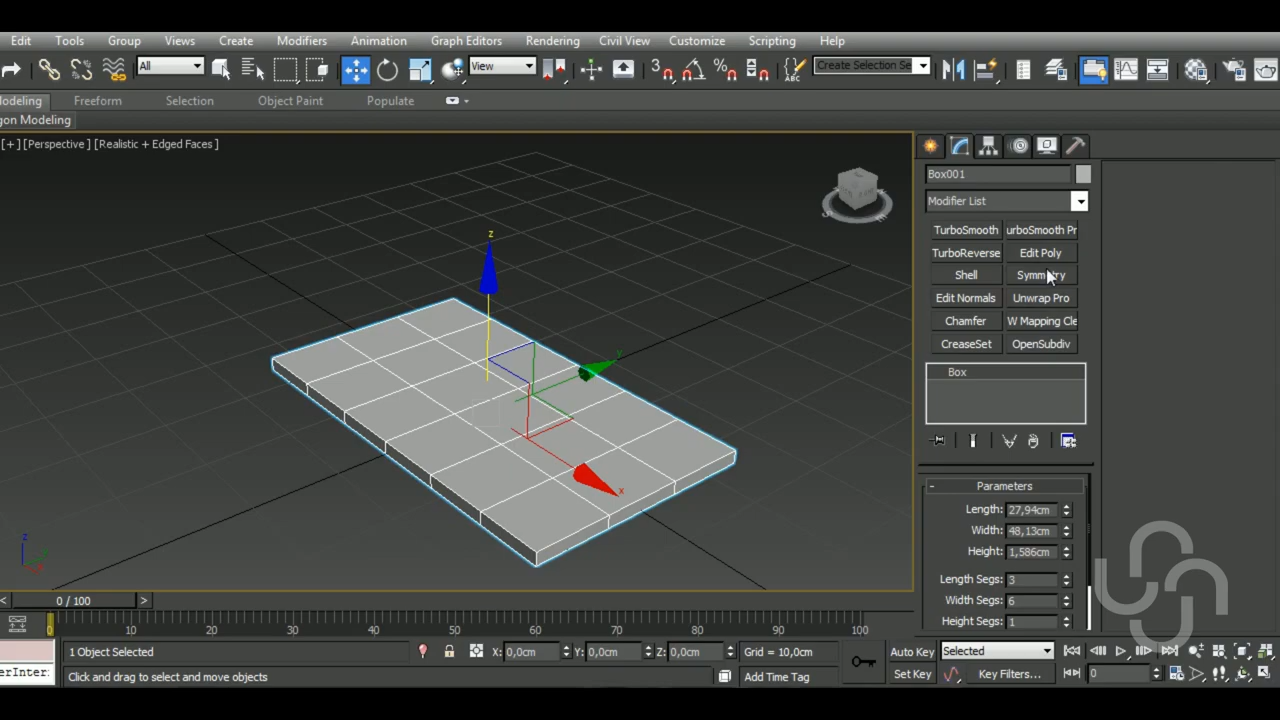 Edit Tools Group Views Create Modifiers Animation Graph Editors Rendering Civil View Customize Scripting Help
All View 3 ABC Create Selection Se
odeling Freeform Selection Object Paint Populate
gon Modeling
[+] [Perspective ] [Realistic + Edged Faces ]
Box001
Modifier List
TurboSmooth urboSmooth Pr
TurboReverse Edit Poly
Shell Symmetry
Edit Normals Unwrap Pro
Chamfer W Mapping Cle
CreaseSet OpenSubdiv
Box
z
y
x
- Parameters
Length: 27,94cm
Width: 48,13cm
Height: 1,586cm
Length Segs: 3
Width Segs: 6
Height Segs: 1
z
< 0 / 100 >
0 10 20 30 40 50 60 70 80 90 100
1 Object Selected X: 0,0cm Y: 0,0cm Z: 0,0cm Grid = 10,0cm Auto Key Selected
erInter: Click and drag to select and move objects Add Time Tag Set Key Key Filters... 0